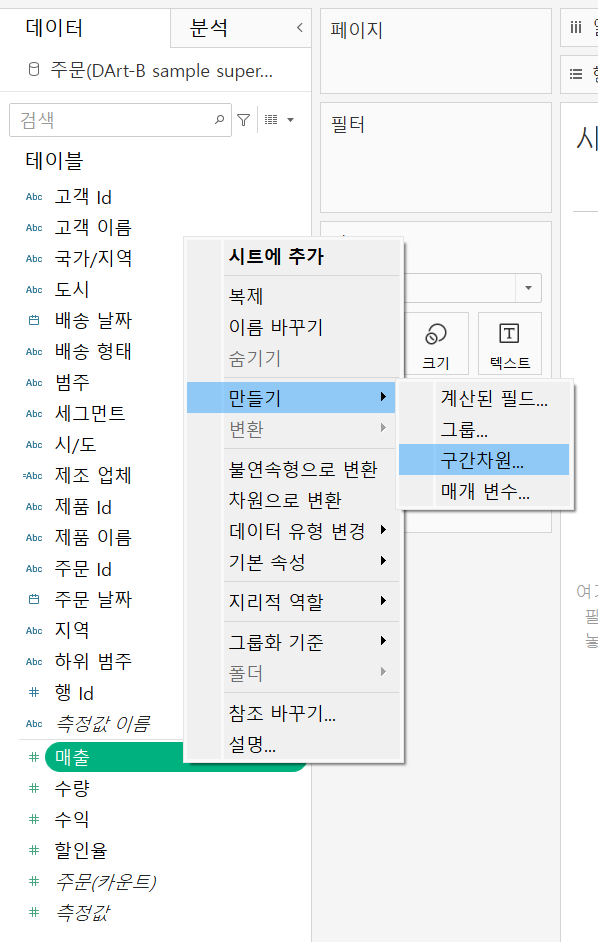 데이터
분석
주문(DArt-B sample super...
검색
테이블
Abc 고객 Id
Abc 고객 이름
Abc 국가/지역
Abc 도시
배송 날짜
Abc 배송 형태
Abc 범주
Abc 세그먼트
Abc 시/도
=Abc 제조 업체
Abc 제품 Id
Abc 제품 이름
Abc 주문 Id
주문 날짜
Abc 지역
Abc 하위 범주
# 행 Id
Abc 측정값 이름
# 매출
# 수량
# 수익
# 할인율
# 주문(카운트)
# 측정값
시트에 추가
복제
이름 바꾸기
숨기기
만들기
변환
불연속형으로 변환
차원으로 변환
데이터 유형 변경
기본 속성
지리적 역할
그룹화 기준
폴더
참조 바꾸기...
설명...
계산된 필드...
그룹...
구간차원...
매개 변수...
페이지
필터
크기
텍스트
시
필
놓